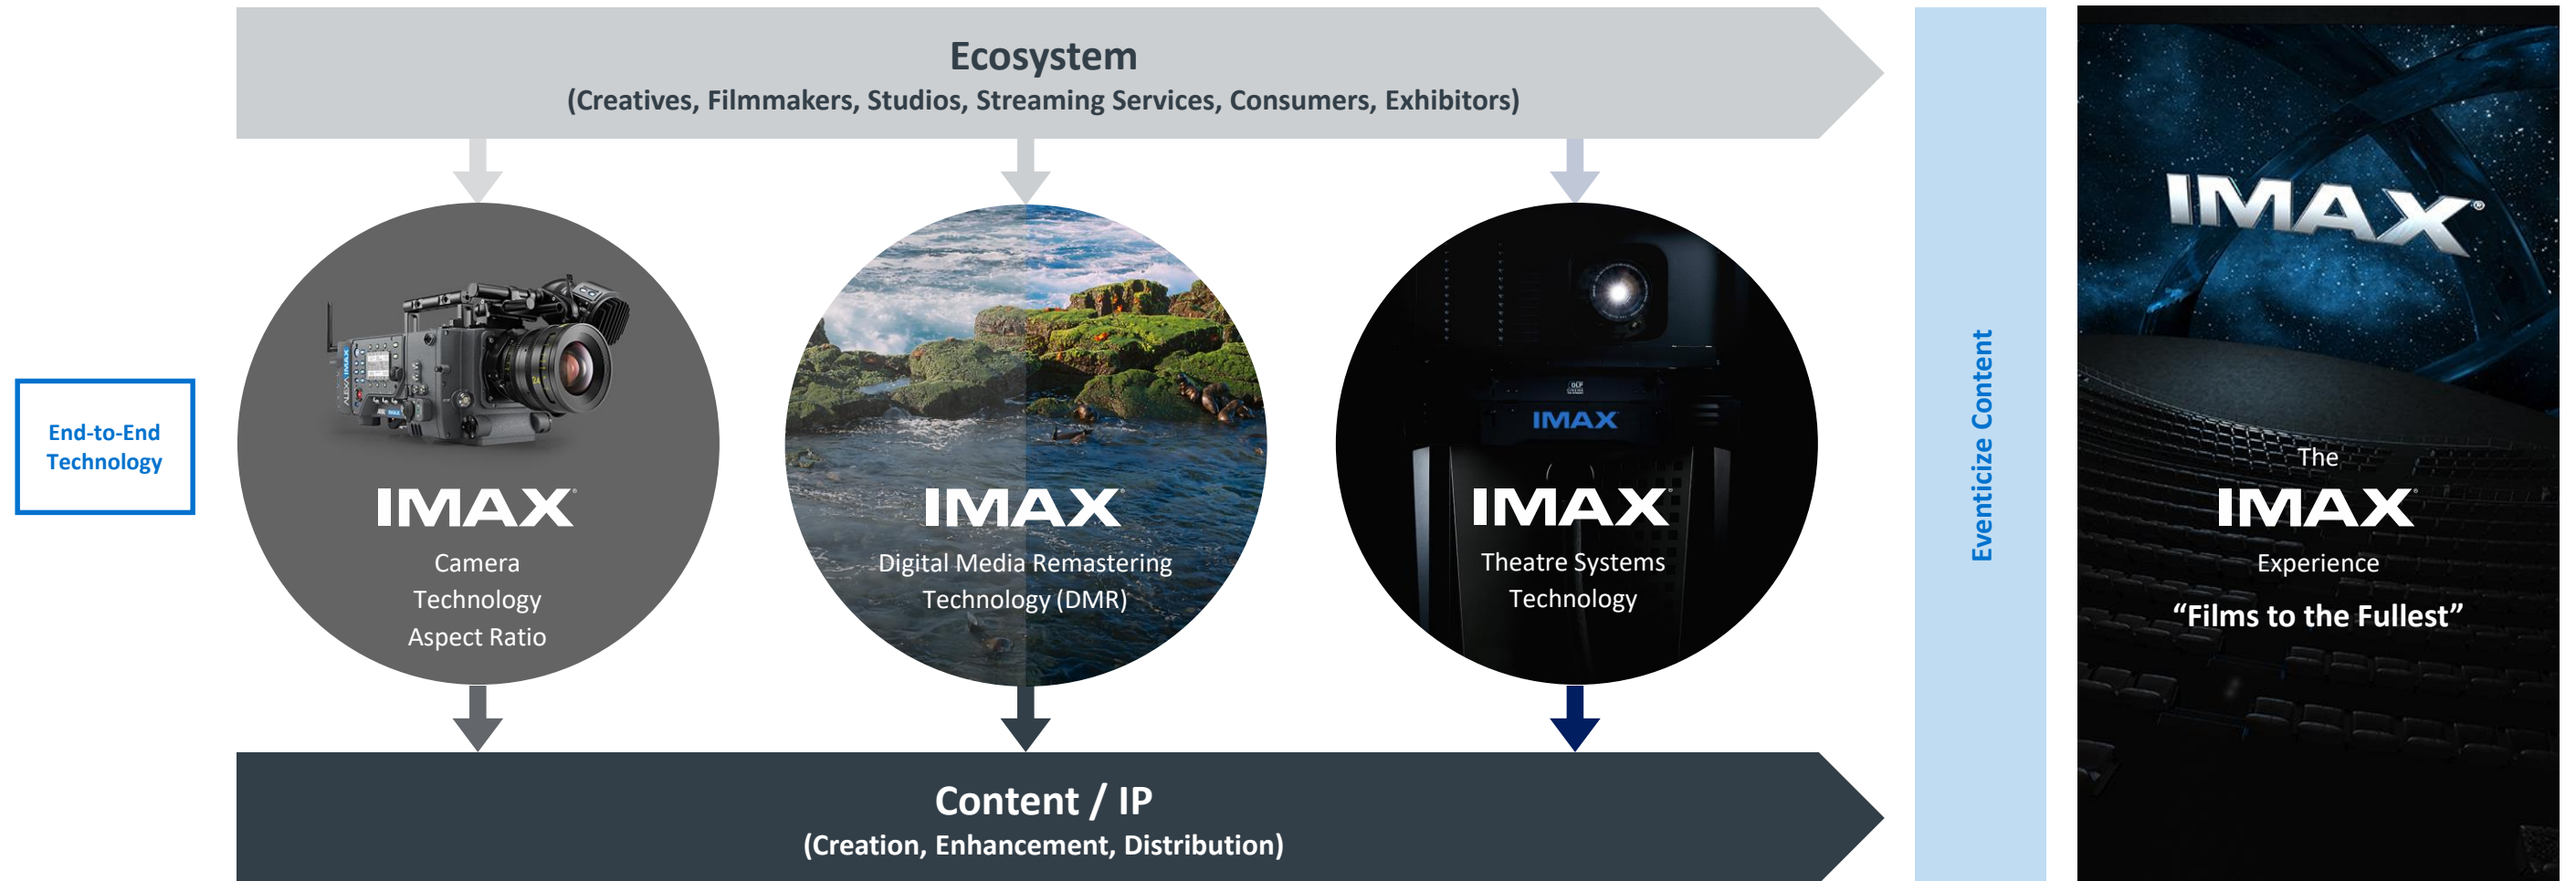 Ecosystem
(Creatives, Filmmakers, Studios, Streaming Services, Consumers, Exhibitors)
End-to-End
Technology
ALEXA IMAX
IMAX
Camera
Technology
Aspect Ratio
IMAX®
Digital Media Remastering
Technology (DMR)
IMAX
IMAX®
Theatre Systems
Technology
Eventicize Content
IMAX®
The
IMAX®
Experience
“Films to the Fullest”
Content / IP
(Creation, Enhancement, Distribution)